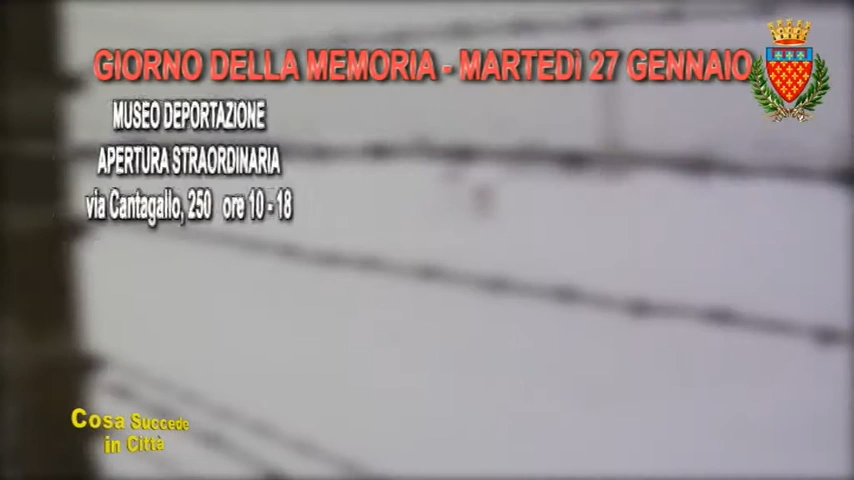 GIORNO DELLA MEMORIA - MARTEDì 27 GENNAIO
MUSEO DEPORTAZIONE
APERTURA STRAORDINARIA
via Cantagallo, 250 ore 10 - 18
Cosa Succede
in Città